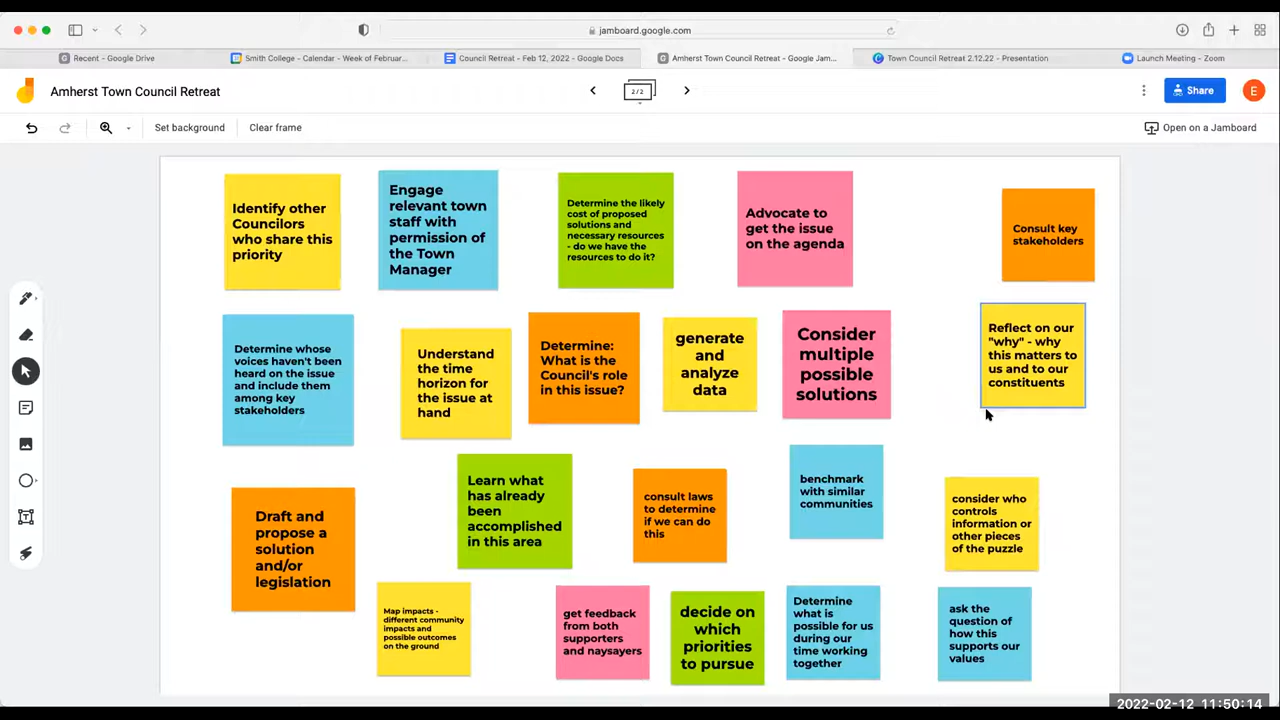 jamboard.google.com
Recent - Google Drive
Smith College - Calendar - Week of Februar...
Council Retreat - Feb 12, 2022 - Google Docs
Amherst Town Council Retreat - Google Jam...
Town Council Retreat 2.12.22 - Presentation
Launch Meeting - Zoom
Amherst Town Council Retreat
2/2
Share
E
Set background
Clear frame
Open on a Jamboard
Identify other
Councilors
who share this
priority
Engage
relevant town
staff with
permission of
the Town
Manager
Determine the likely
cost of proposed
solutions and
necessary resources
- do we have the
resources to do it?
Advocate to
get the issue
on the agenda
Consult key
stakeholders
Determine whose
voices haven't been
heard on the issue
and include them
among key
stakeholders
Understand
the time
horizon for
the issue at
hand
Determine:
What is the
Council's role
in this issue?
generate
and
analyze
data
Consider
multiple
possible
solutions
Reflect on our
"why" - why
this matters to
us and to our
constituents
Draft and
propose a
solution
and/or
legislation
Learn what
has already
been
accomplished
in this area
consult laws
to determine
if we can do
this
benchmark
with similar
communities
consider who
controls
information or
other pieces
of the puzzle
Map impacts -
different community
impacts and
possible outcomes
on the ground
get feedback
from both
supporters
and naysayers
decide on
which
priorities
to pursue
Determine
what is
possible for us
during our
time working
together
ask the
question of
how this
supports our
values
2022-02-12 11:50:14